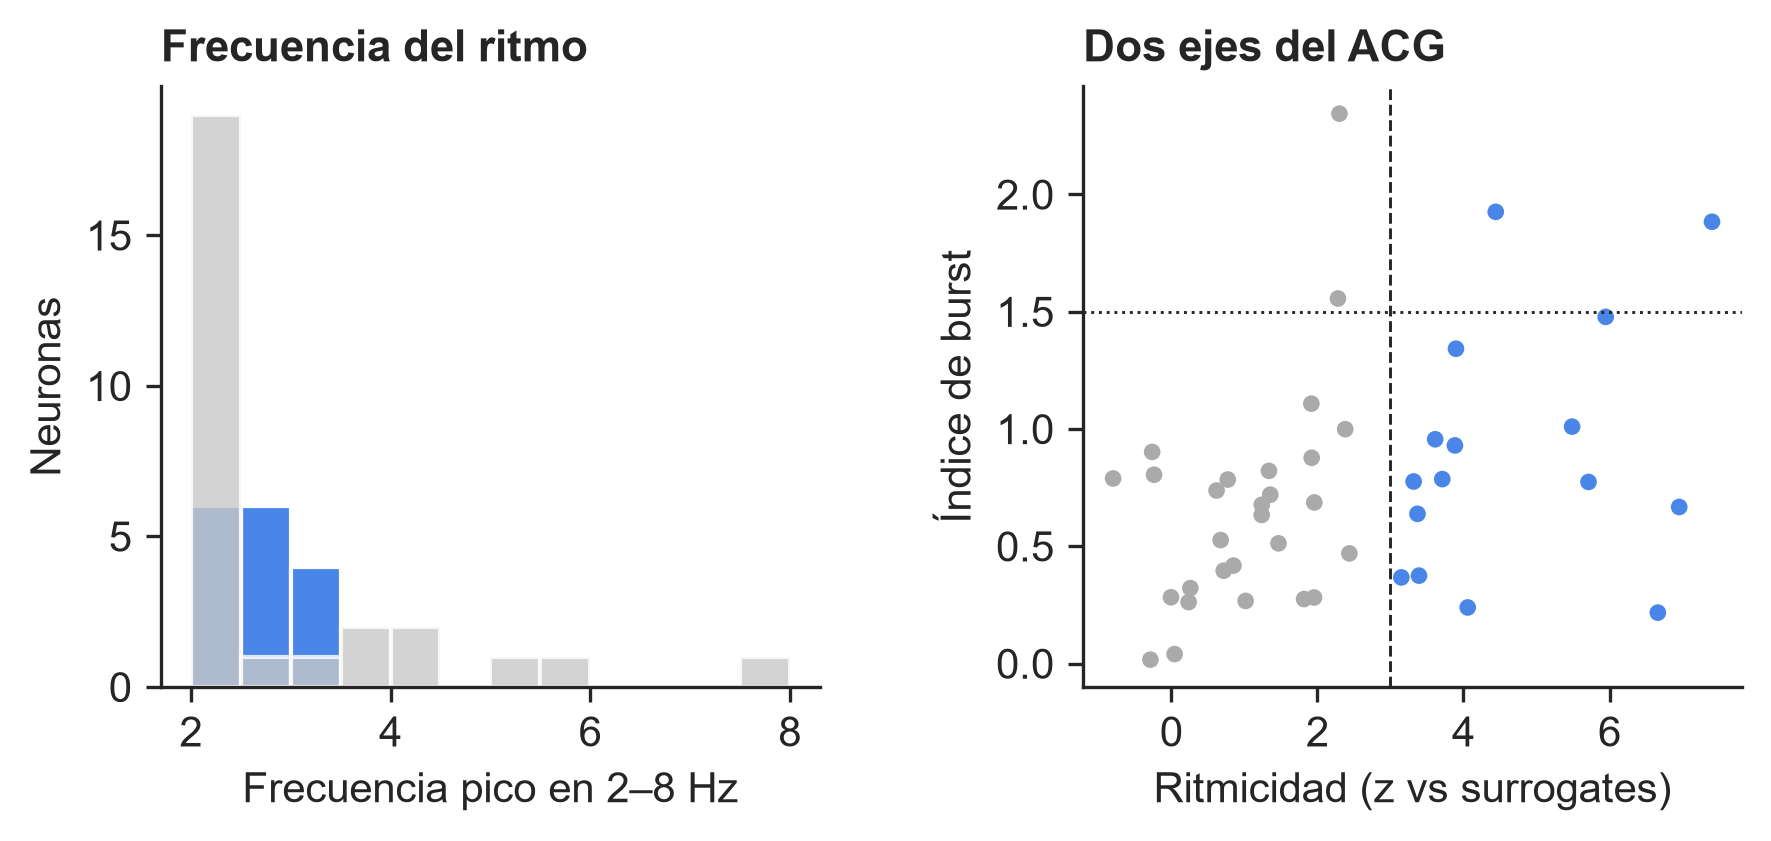 Frecuencia del ritmo
Neuronas
15
10
5
0
2 4 6 8
Frecuencia pico en 2–8 Hz
Dos ejes del ACG
Índice de burst
2.0
1.5
1.0
0.5
0.0
0 2 4 6
Ritmicidad (z vs surrogates)